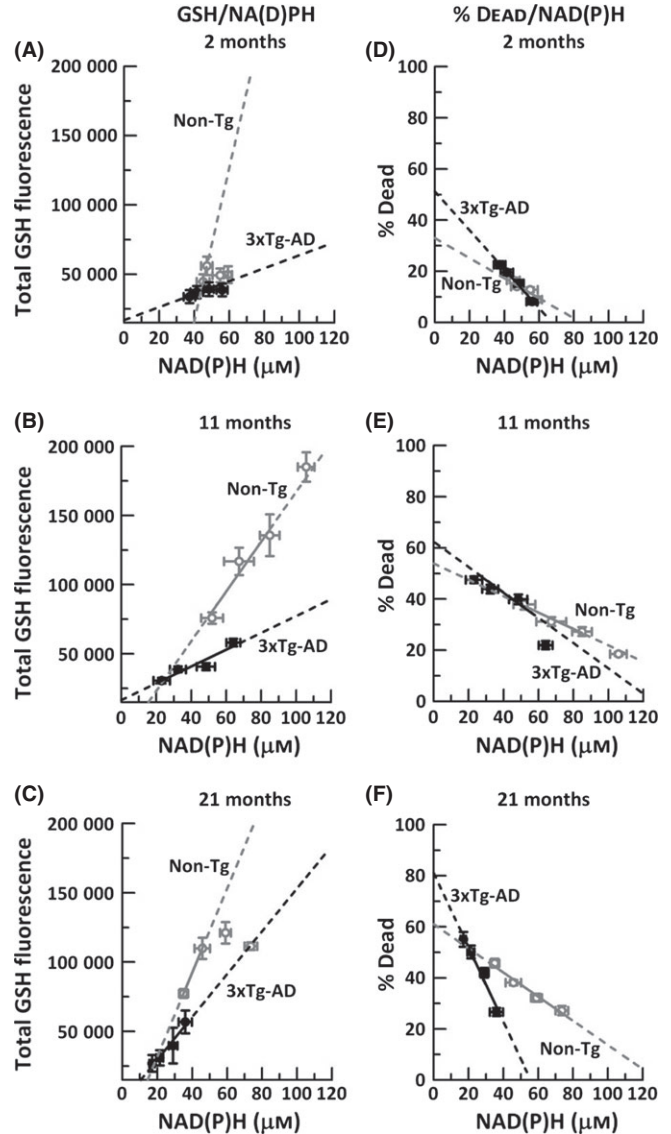 GSH/NA(D)PH
2 months
(A)
200 000
150 000
100 000
50 000
Total GSH fluorescence
Non-Tg
3xTg-AD
0 20 40 60 80 100 120
NAD(P)H (μM)
% DEAD/NAD(P)H
2 months
(D)
100
80
60
40
20
0
% Dead
3xTg-AD
Non-Tg
0 20 40 60 80 100 120
NAD(P)H (μM)
(B)
11 months
200 000
150 000
100 000
50 000
Total GSH fluorescence
Non-Tg
3xTg-AD
0 20 40 60 80 100 120
NAD(P)H (μM)
(E)
11 months
100
80
60
40
20
0
% Dead
Non-Tg
3xTg-AD
0 20 40 60 80 100 120
NAD(P)H (μM)
(C)
21 months
200 000
150 000
100 000
50 000
Total GSH fluorescence
Non-Tg
3xTg-AD
0 20 40 60 80 100 120
NAD(P)H (μM)
(F)
21 months
100
80
60
40
20
0
% Dead
3xTg-AD
Non-Tg
0 20 40 60 80 100 120
NAD(P)H (μM)